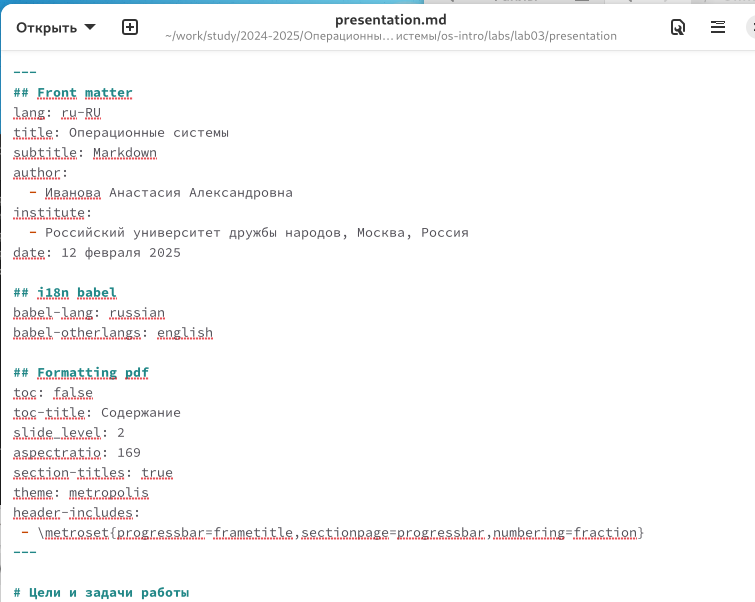 Открыть
presentation.md
~/work/study/2024-2025/Операционны… истемы/os-intro/labs/lab03/presentation
---
## Front matter
lang: ru-RU
title: Операционные системы
subtitle: Markdown
author:
  - Иванова Анастасия Александровна
institute:
  - Российский университет дружбы народов, Москва, Россия
date: 12 февраля 2025
## i18n babel
babel-lang: russian
babel-otherlangs: english
## Formatting pdf
toc: false
toc-title: Содержание
slide_level: 2
aspectratio: 169
section-titles: true
theme: metropolis
header-includes:
 - \metroset{progressbar=frametitle,sectionpage=progressbar,numbering=fraction}
---
# Цели и задачи работы